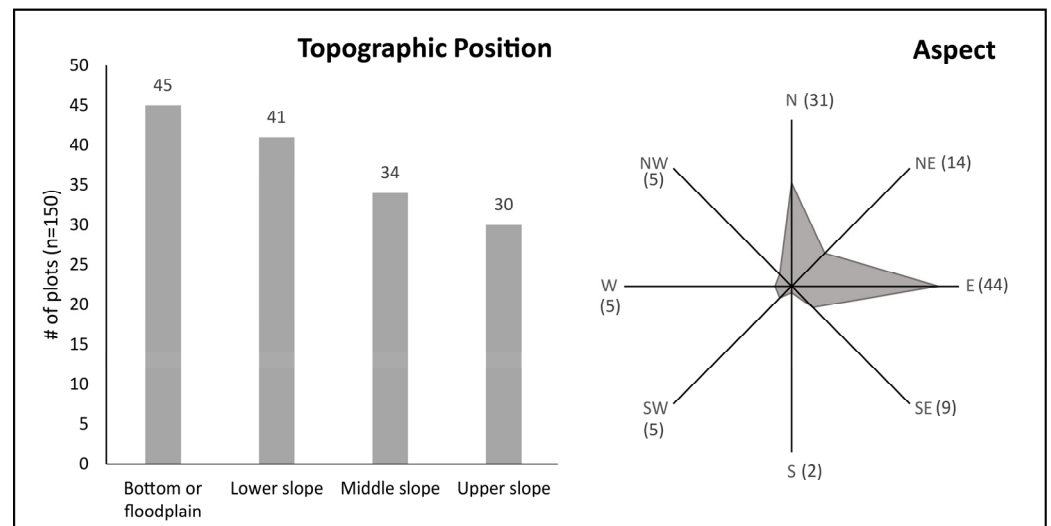 Topographic Position
# of plots (n=150)
50
45
40
35
30
25
20
15
10
5
0
45
41
34
30
Bottom or
floodplain
Lower slope
Middle slope
Upper slope
Aspect
N (31)
NW
(5)
NE (14)
W
(5)
E (44)
SW
(5)
SE (9)
S (2)